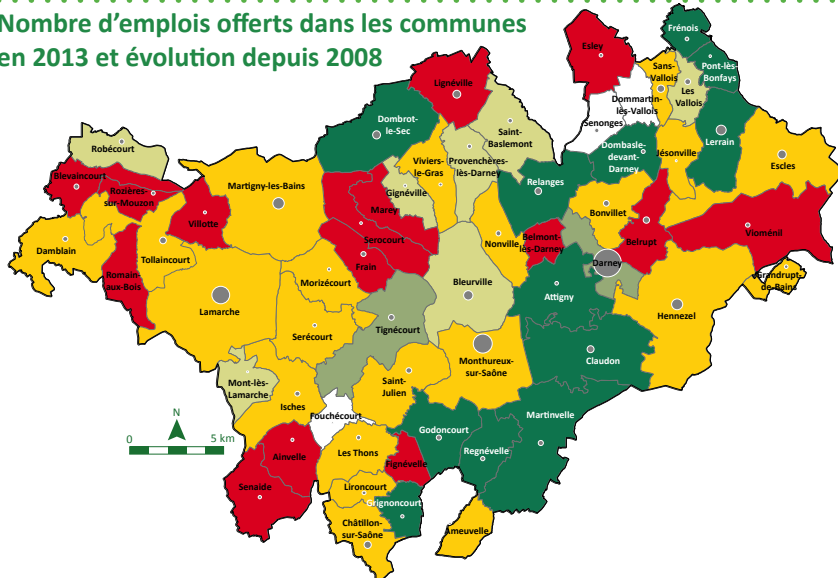 Nombre d'emplois offerts dans les communes
en 2013 et évolution depuis 2008
Frénois
Esley
Sans-
Vallois
Pont-lès-
Bonfays
Les
Vallois
Lignéville
Dommartin-
lès-Vallois
Senonges
Dombrot-
le-Sec
Saint-
Baslemont
Lerrain
Robécourt
Dombasle-
devant-
Darney
Jésonville
Escles
Viviers-
le-Gras
Provenchères-
lès-Darney
Blevaincourt
Rozières-
sur-Mouzon
Martigny-les-Bains
Gignéville
Relanges
Marey
Bonvillet
Villotte
Vioménil
Serocourt
Nonville
Belmont-
lès-Darney
Belrupt
Damblain
Tollaincourt
Frain
Darney
Romain-
aux-Bois
Morizécourt
Bleurville
Grandrupt-
de-Bains
Attigny
Lamarche
Hennezel
Tignécourt
Serécourt
Monthureux-
sur-Saône
Claudon
Mont-lès-
Lamarche
Saint-
Julien
Isches
Fouchécourt
Martinvelle
N
0 5 km
Godoncourt
Ainvelle
Les Thons
Regnévelle
Fignévelle
Senaide
Lironcourt
Grignoncourt
Châtillon-
sur-Saône
Ameuvelle